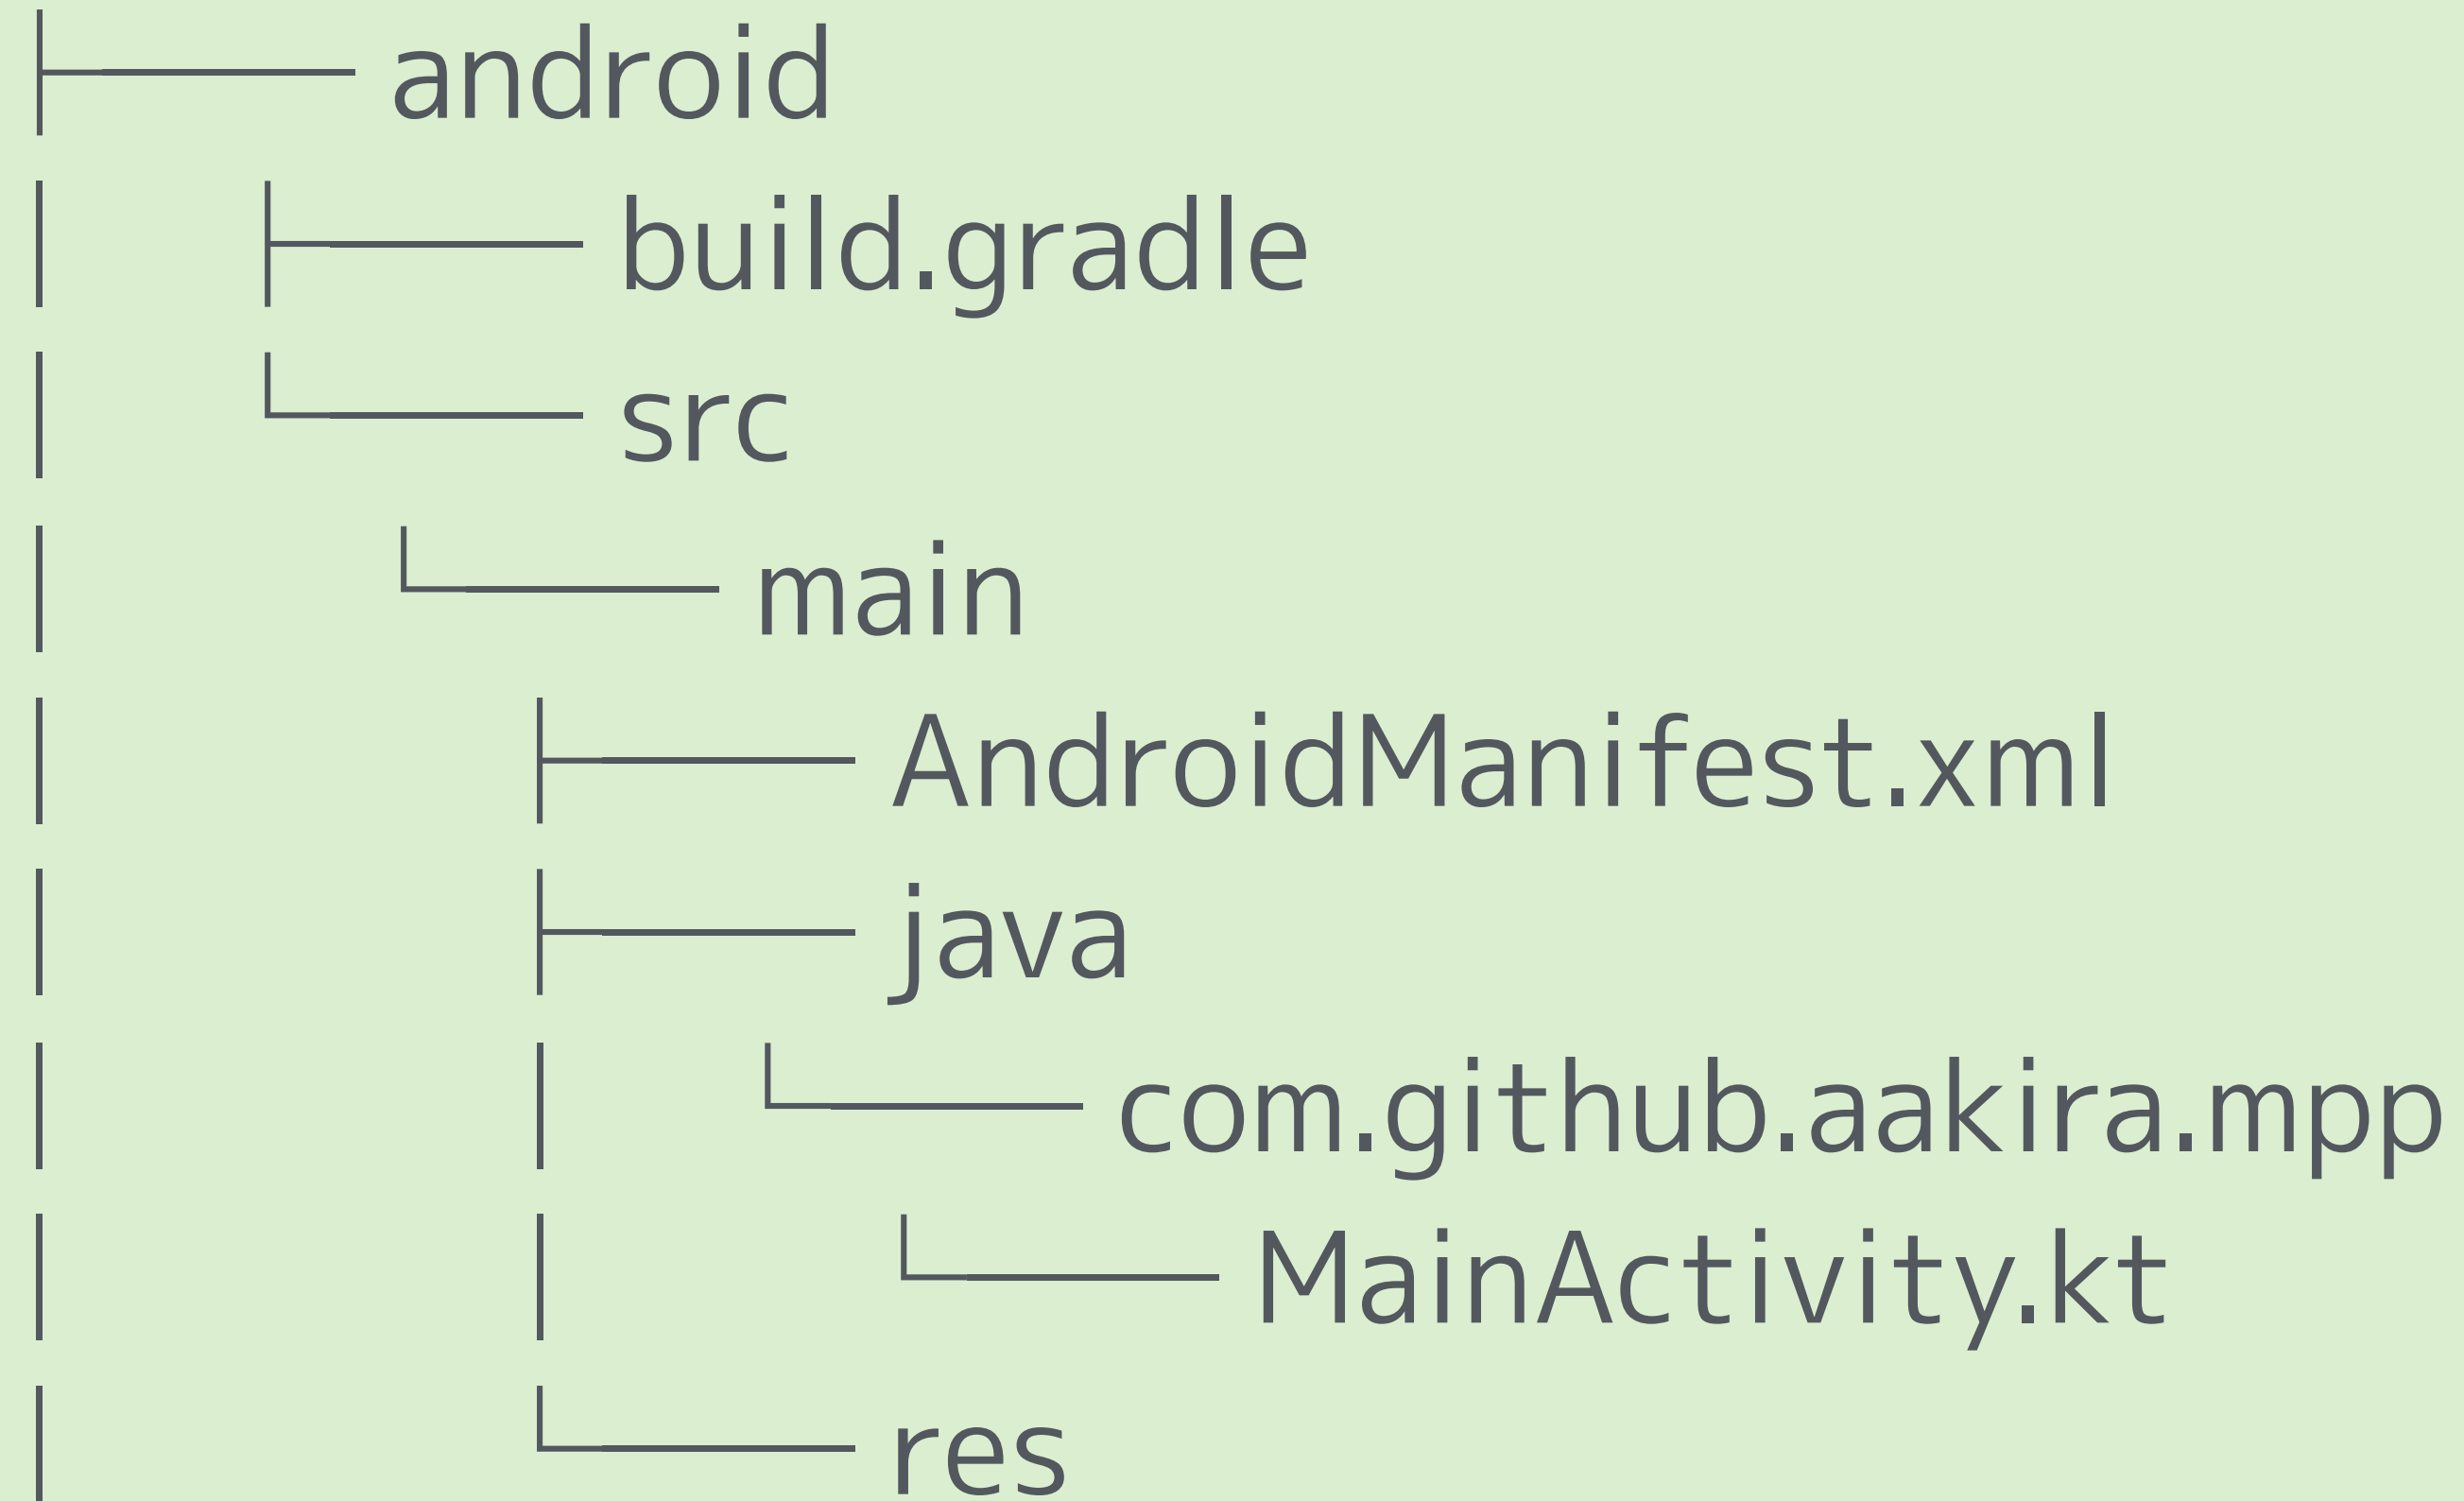 ├── android
│   ├── build.gradle
│   └── src
│       └── main
│           ├── AndroidManifest.xml
│           ├── java
│           │   └── com.github.aakira.mpp
│           │       └── MainActivity.kt
│           └── res